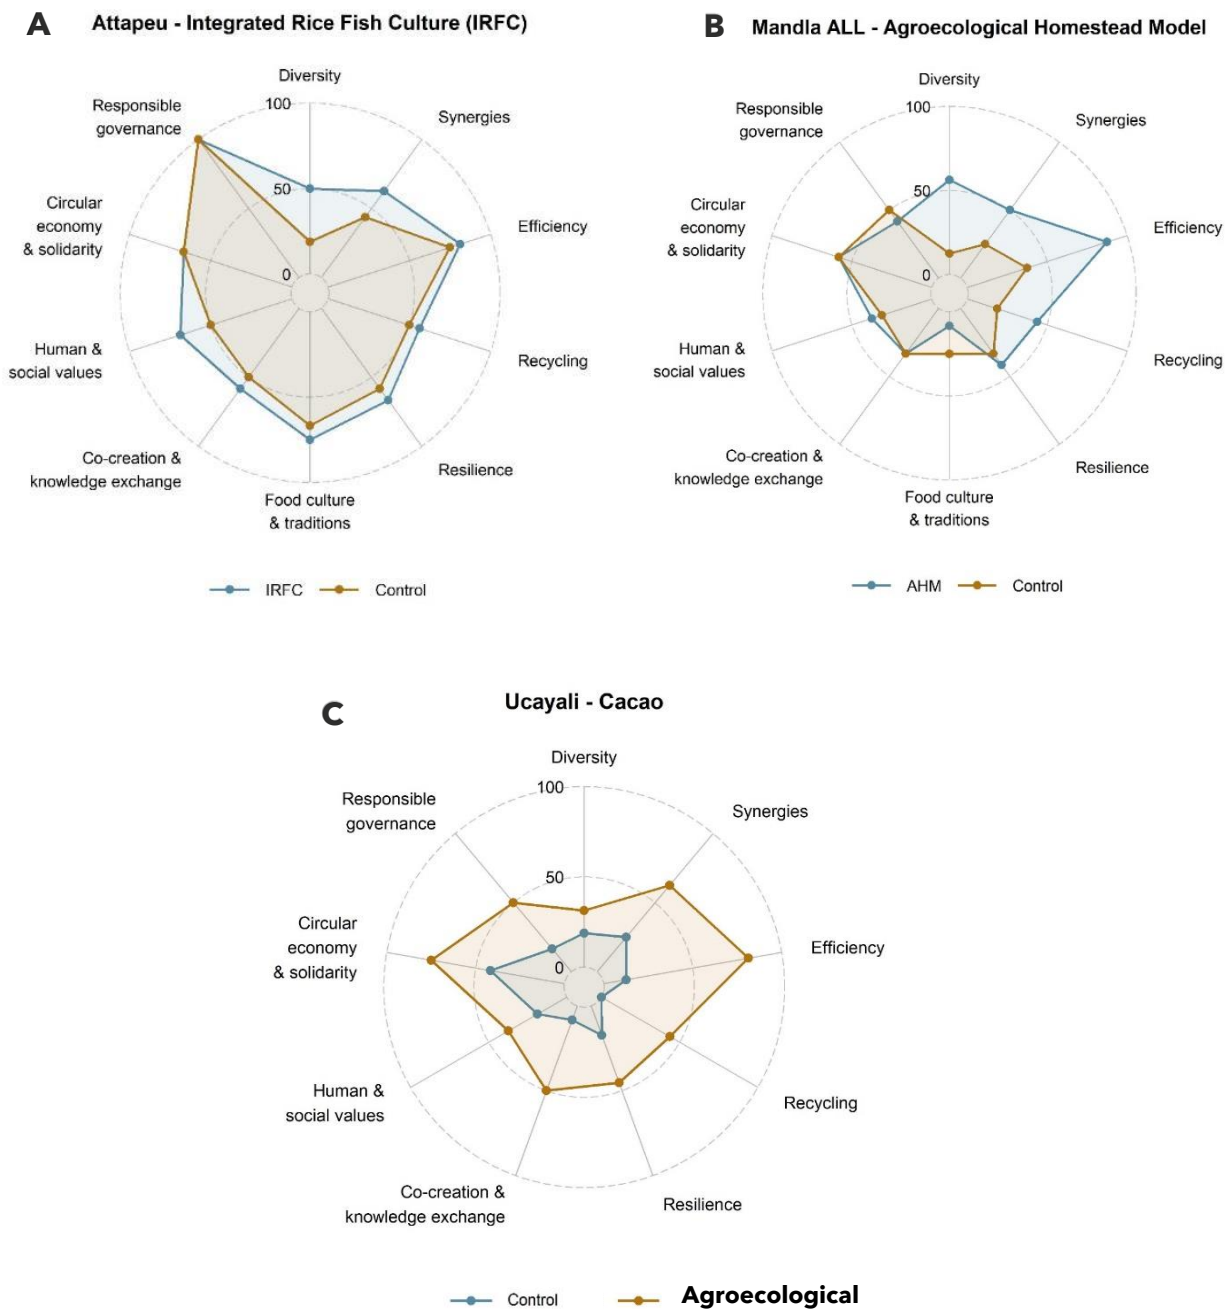 A
Attapeu - Integrated Rice Fish Culture (IRFC)
Diversity
Synergies
Efficiency
Recycling
Resilience
Food culture
& traditions
Co-creation &
knowledge exchange
Human &
social values
Circular
economy
& solidarity
Responsible
governance
100
50
0
IRFC
Control
B
Mandla ALL - Agroecological Homestead Model
Diversity
Synergies
Efficiency
Recycling
Resilience
Food culture
& traditions
Co-creation &
knowledge exchange
Human &
social values
Circular
economy
& solidarity
Responsible
governance
100
50
0
AHM
Control
C
Ucayali - Cacao
Diversity
Synergies
Efficiency
Recycling
Resilience
Co-creation &
knowledge exchange
Human &
social values
Circular
economy
& solidarity
Responsible
governance
100
50
0
Control
Agroecological